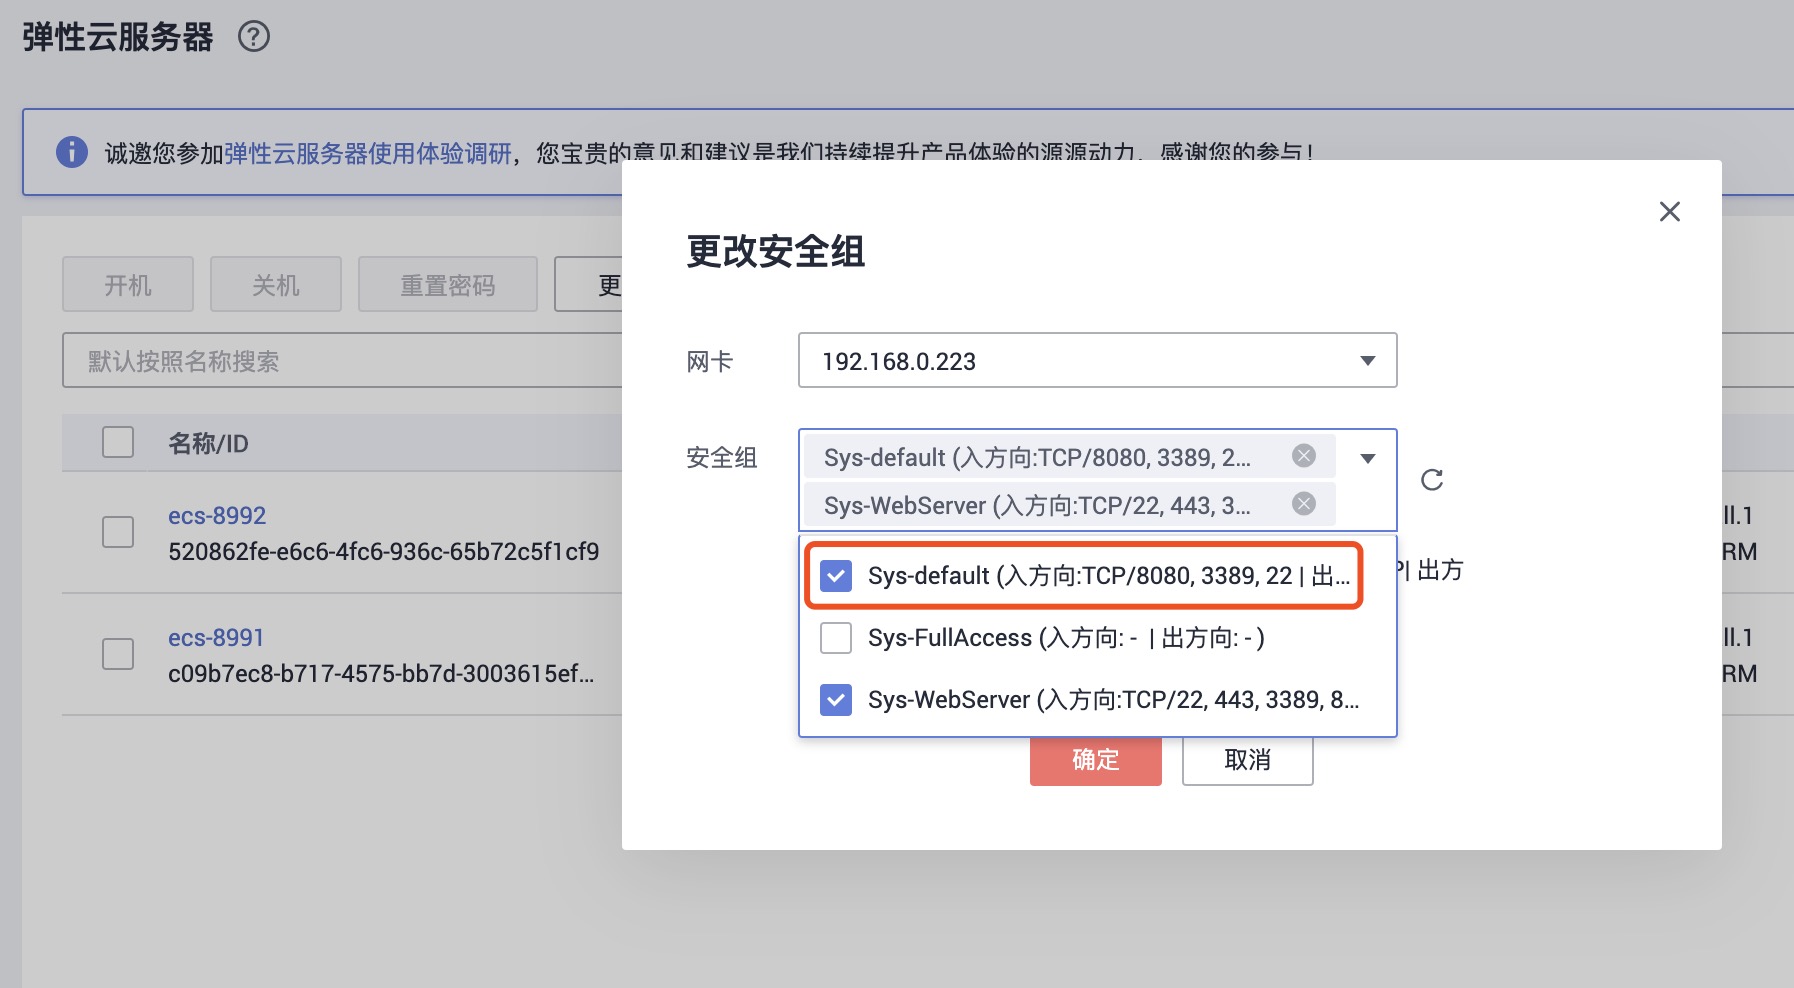 弹性云服务器
诚邀您参加弹性云服务器使用体验调研，您宝贵的意见和建议是我们持续提升产品体验的源源动力，感谢您的参与！
更改安全组
开机 关机 重置密码 更
网卡 192.168.0.223
默认按照名称搜索
名称/ID
安全组 Sys-default (入方向:TCP/8080, 3389, 2...
Sys-WebServer (入方向:TCP/22, 443, 3...
ecs-8992 ll.1
520862fe-e6c6-4fc6-936c-65b72c5f1cf9 RM
Sys-default (入方向:TCP/8080, 3389, 22 | 出... | 出方
ecs-8991 Sys-FullAccess (入方向: - | 出方向: - ) ll.1
c09b7ec8-b717-4575-bb7d-3003615ef... RM
Sys-WebServer (入方向:TCP/22, 443, 3389, 8...
确定 取消